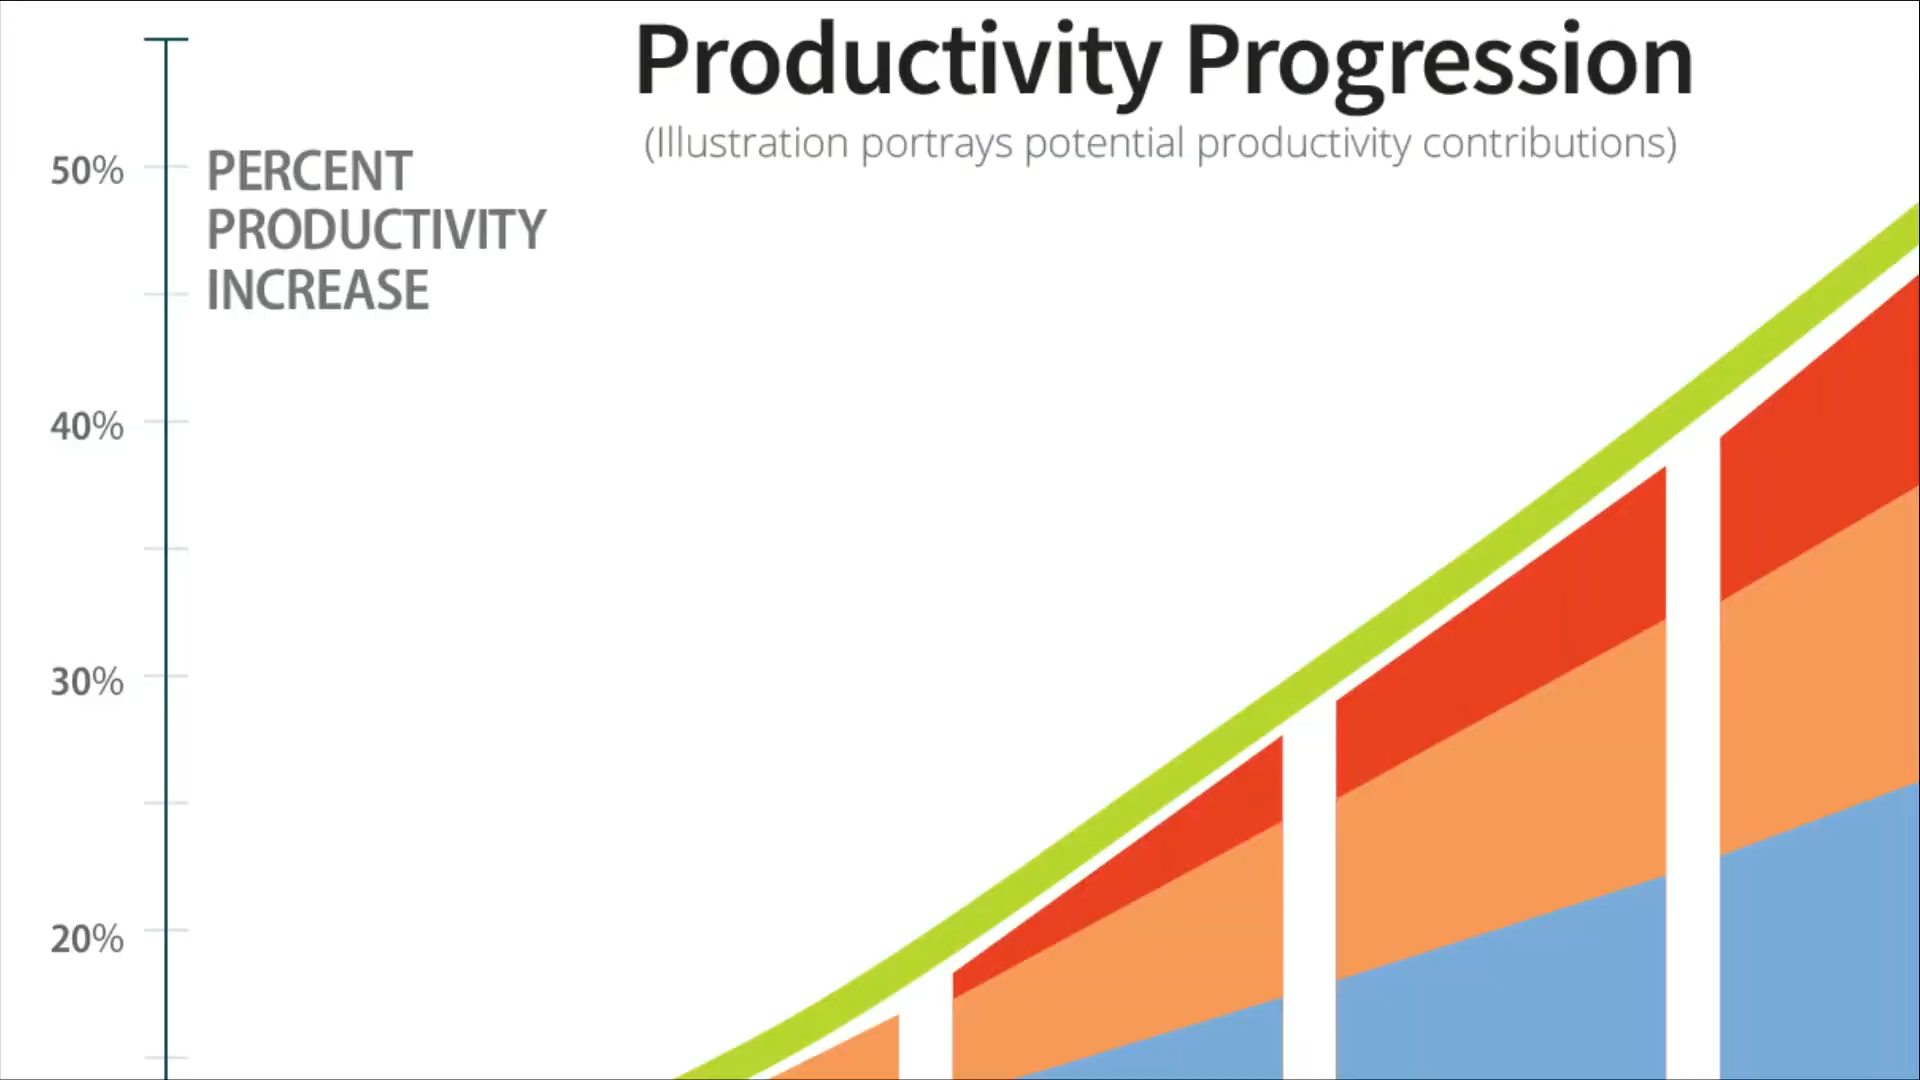 Productivity Progression
(Illustration portrays potential productivity contributions)
50%
PERCENT
PRODUCTIVITY
INCREASE
40%
30%
20%